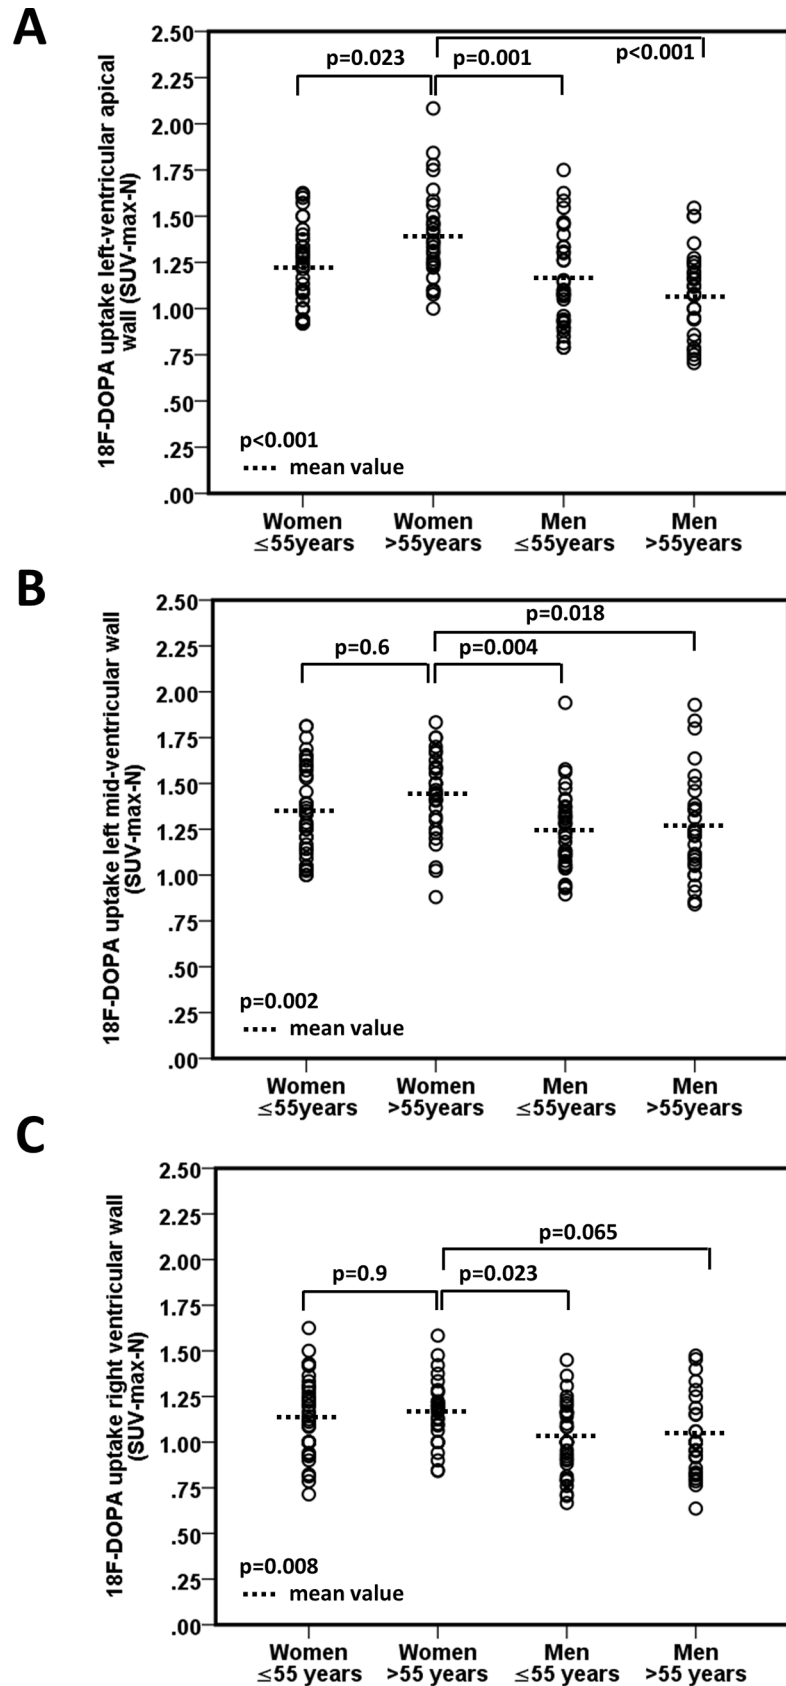 A
18F-DOPA uptake left-ventricular apical
wall (SUV-max-N)
2.50
2.25
2.00
1.75
1.50
1.25
1.00
.75
.50
.25
.00
p=0.023
p=0.001
p<0.001
p<0.001
mean value
Women
≤55years
Women
>55years
Men
≤55years
Men
>55years
B
18F-DOPA uptake left mid-ventricular wall
(SUV-max-N)
2.50
2.25
2.00
1.75
1.50
1.25
1.00
.75
.50
.25
.00
p=0.018
p=0.6
p=0.004
p=0.002
mean value
Women
≤55years
Women
>55years
Men
≤55years
Men
>55years
C
18F-DOPA uptake right ventricular wall
(SUV-max-N)
2.50
2.25
2.00
1.75
1.50
1.25
1.00
.75
.50
.25
.00
p=0.065
p=0.9
p=0.023
p=0.008
mean value
Women
≤55 years
Women
>55 years
Men
≤55 years
Men
>55 years